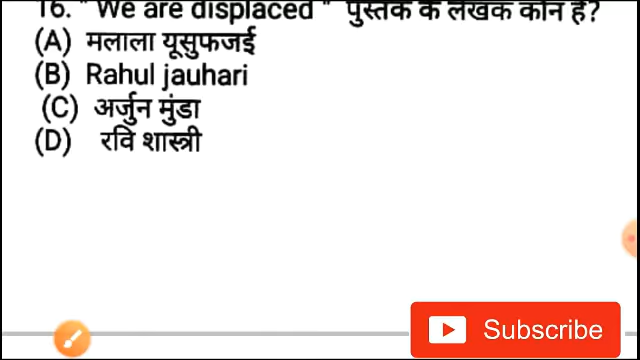 16. " We are displaced " पुस्तक के लेखक कौन हैं?
(A) मलाला यूसुफजई
(B) Rahul jauhari
(C) अर्जुन मुंडा
(D) रवि शास्त्री
Subscribe